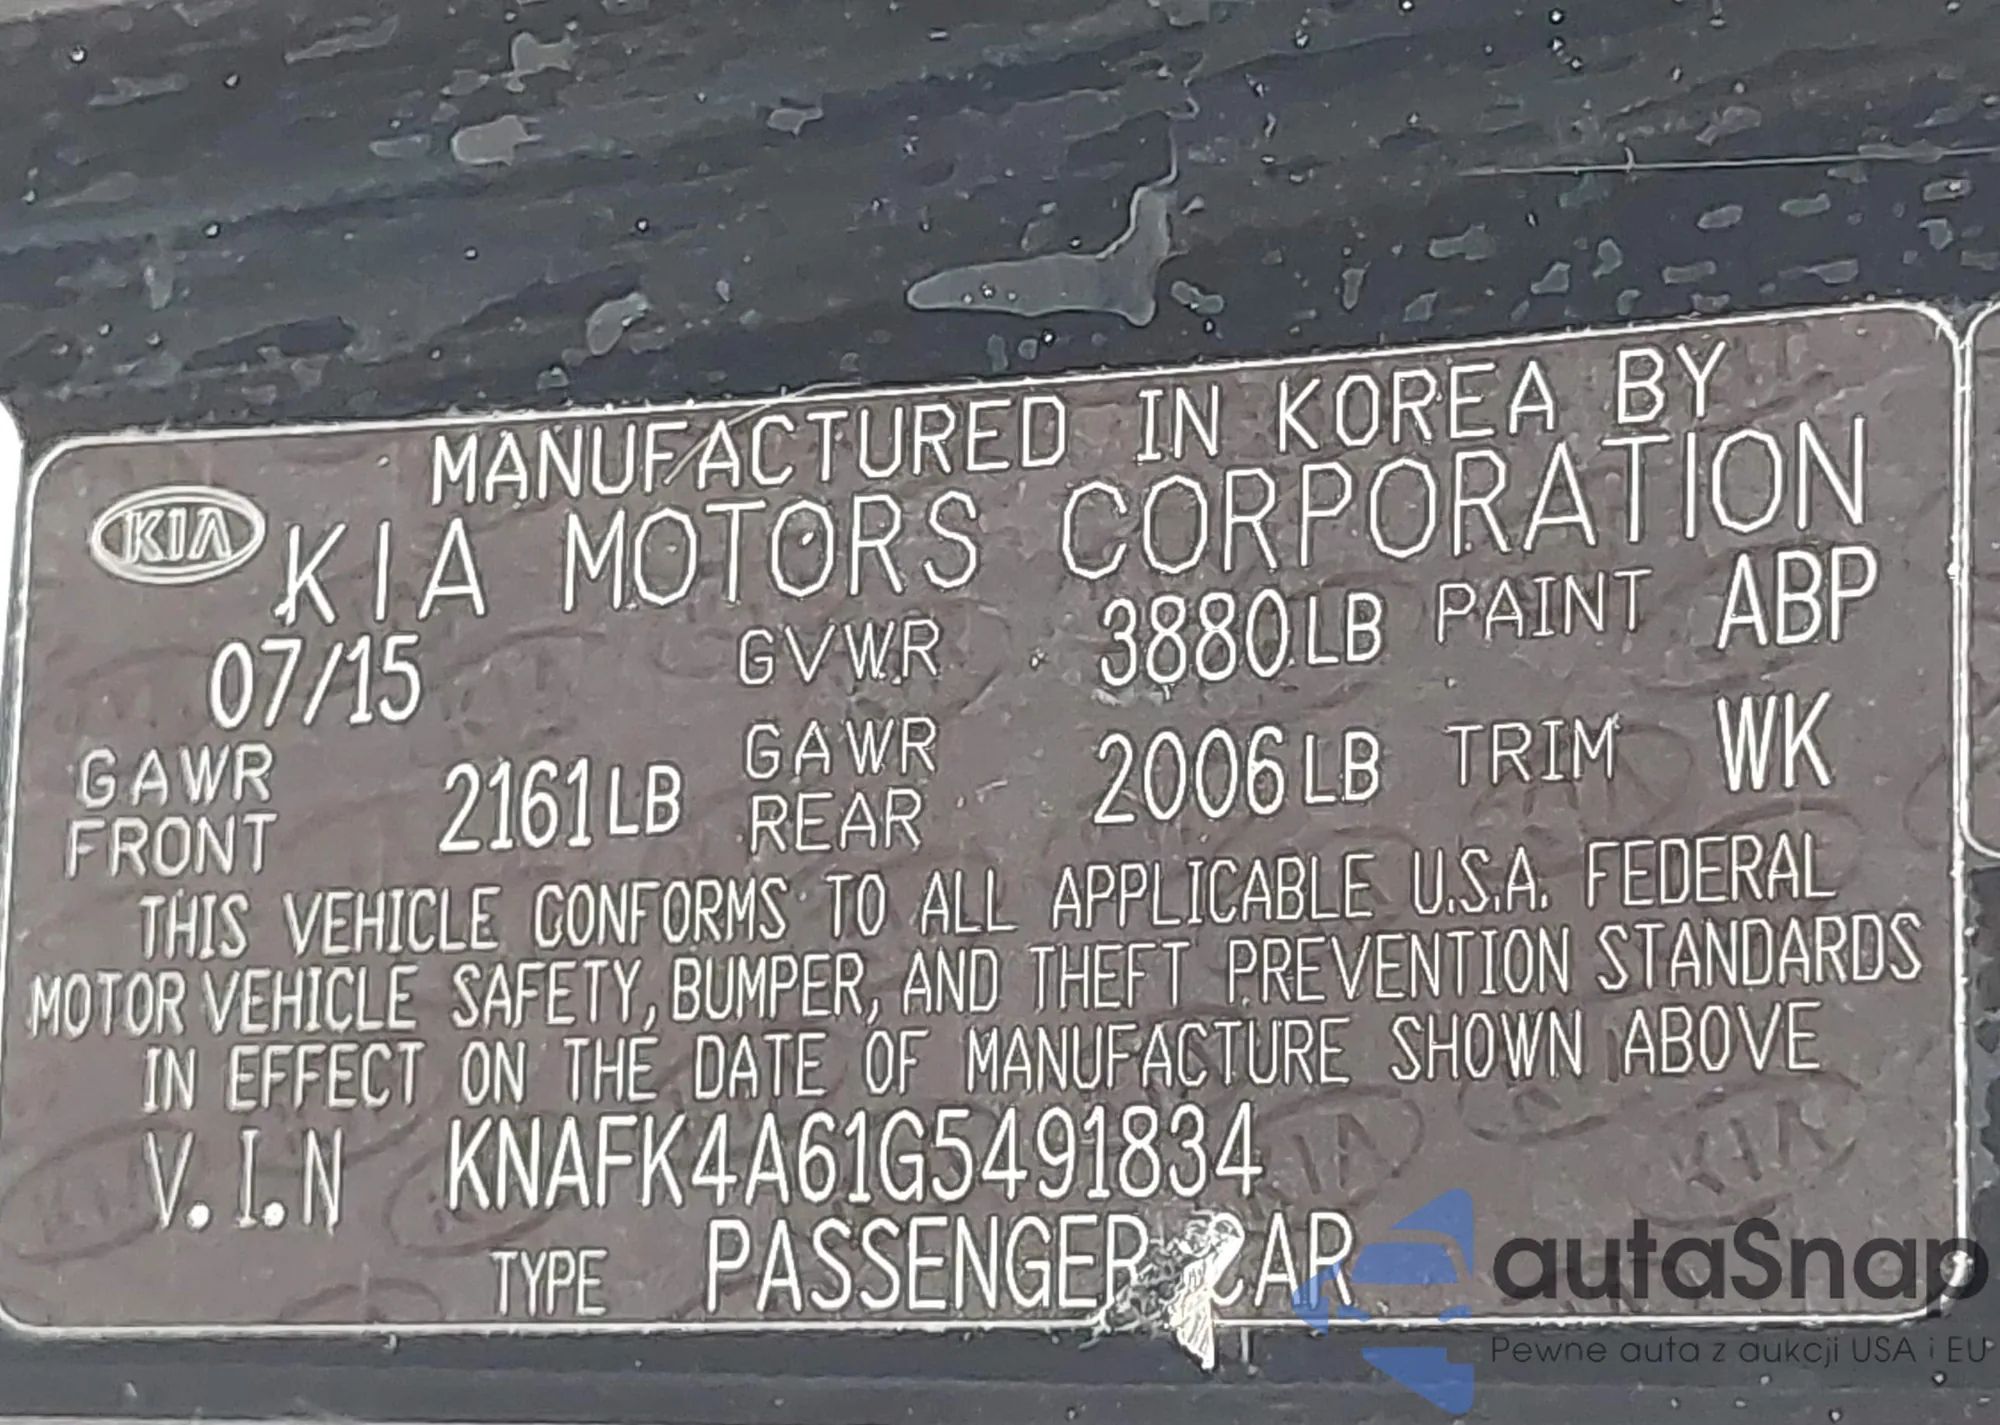 MANUFACTURED IN KOREA BY
KIA KIA MOTORS CORPORATION
07/15 GVWR 3880LB PAINT ABP
GAWR FRONT 2161LB GAWR REAR 2006LB TRIM WK
THIS VEHICLE CONFORMS TO ALL APPLICABLE U.S.A. FEDERAL
MOTOR VEHICLE SAFETY, BUMPER, AND THEFT PREVENTION STANDARDS
IN EFFECT ON THE DATE OF MANUFACTURE SHOWN ABOVE
V.I.N KNAFK4A61G5491834
TYPE PASSENGER CAR
autaSnap
Pewne auta z aukcji USA i EU